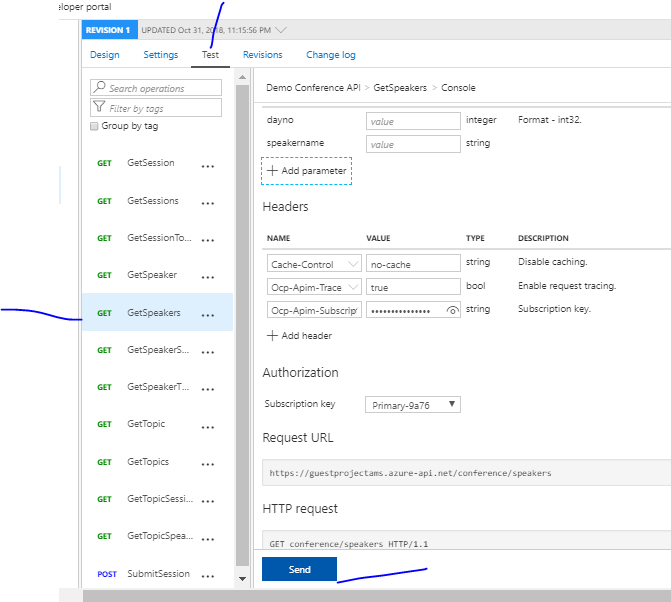 eloper portal
REVISION 1 UPDATED Oct 31, 2018, 11:15:56 PM
Design Settings Test Revisions Change log
Search operations
Filter by tags
Group by tag
GET GetSession ...
GET GetSessions ...
GET GetSessionTo... ...
GET GetSpeaker ...
GET GetSpeakers ...
GET GetSpeakerS... ...
GET GetSpeakerT... ...
GET GetTopic ...
GET GetTopics ...
GET GetTopicSessi... ...
GET GetTopicSpea... ...
POST SubmitSession ...
Demo Conference API > GetSpeakers > Console
dayno value integer Format - int32.
speakername value string
+ Add parameter
Headers
NAME VALUE TYPE DESCRIPTION
Cache-Control no-cache string Disable caching.
Ocp-Apim-Trace true bool Enable request tracing.
Ocp-Apim-Subscrip ••••••••••••••• string Subscription key.
+ Add header
Authorization
Subscription key Primary-9a76
Request URL
https://guestprojectams.azure-api.net/conference/speakers
HTTP request
GET conference/speakers HTTP/1.1
Send